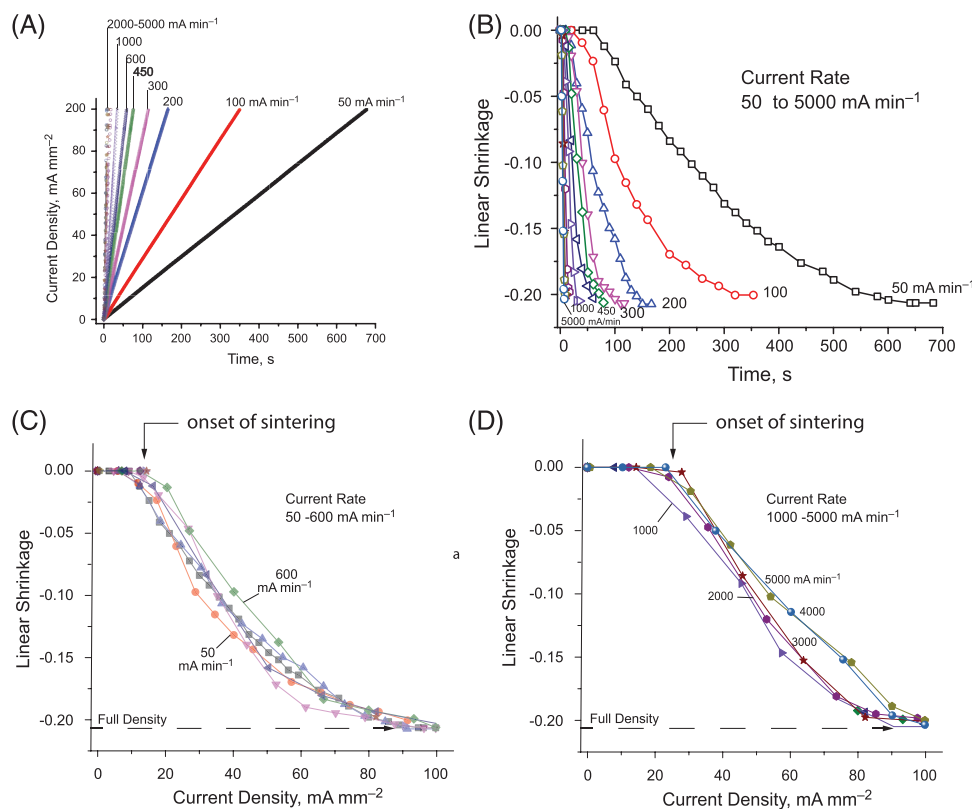 (A)
2000-5000 mA min⁻¹
1000
600
450
300
200
100 mA min⁻¹
50 mA min⁻¹
200
160
120
80
40
0
Current Density, mA mm⁻²
0 100 200 300 400 500 600 700
Time, s
(B)
0.00
-0.05
-0.10
-0.15
-0.20
Linear Shrinkage
Current Rate
50 to 5000 mA min⁻¹
50 mA min⁻¹
100
200
300
1000 450
5000 mA/min
0 100 200 300 400 500 600 700
Time, s
(C)
onset of sintering
0.00
-0.05
-0.10
-0.15
-0.20
Linear Shrinkage
Current Rate
50 -600 mA min⁻¹
600
mA min⁻¹
50
mA min⁻¹
Full Density
0 20 40 60 80 100
Current Density, mA mm⁻²
a
(D)
onset of sintering
0.00
-0.05
-0.10
-0.15
-0.20
Linear Shrinkage
Current Rate
1000 -5000 mA min⁻¹
1000
5000 mA min⁻¹
4000
2000
3000
Full Density
0 20 40 60 80 100
Current Density, mA mm⁻²